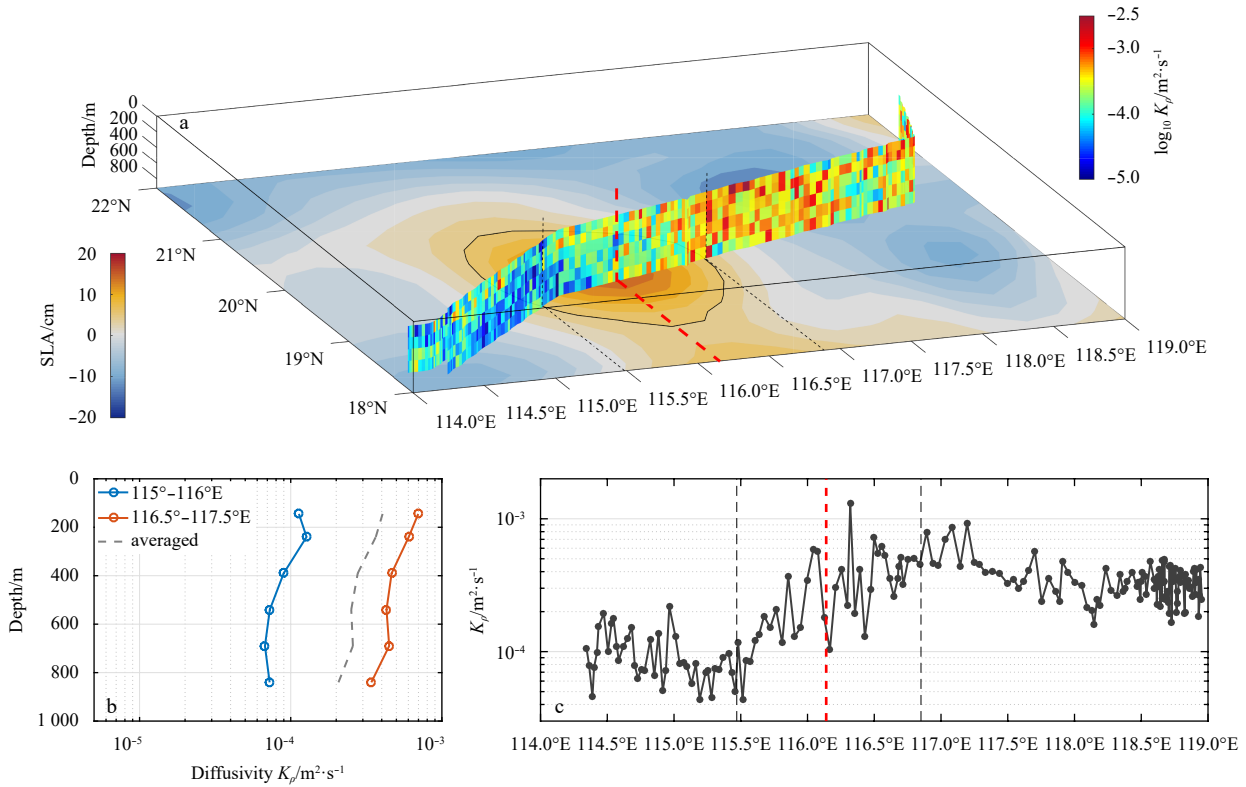 a
Depth/m
0
200
400
600
800
22°N
21°N
20°N
19°N
18°N
114.0°E
114.5°E
115.0°E
115.5°E
116.0°E
116.5°E
117.0°E
117.5°E
118.0°E
118.5°E
119.0°E
SLA/cm
20
10
0
−10
−20
log₁₀ Kρ/m²·s⁻¹
−2.5
−3.0
−4.0
−5.0
b
Depth/m
0
200
400
600
800
1 000
115°−116°E
116.5°−117.5°E
averaged
10⁻⁵
10⁻⁴
10⁻³
Diffusivity Kρ/m²·s⁻¹
c
Kρ/m²·s⁻¹
10⁻³
10⁻⁴
114.0°E
114.5°E
115.0°E
115.5°E
116.0°E
116.5°E
117.0°E
117.5°E
118.0°E
118.5°E
119.0°E